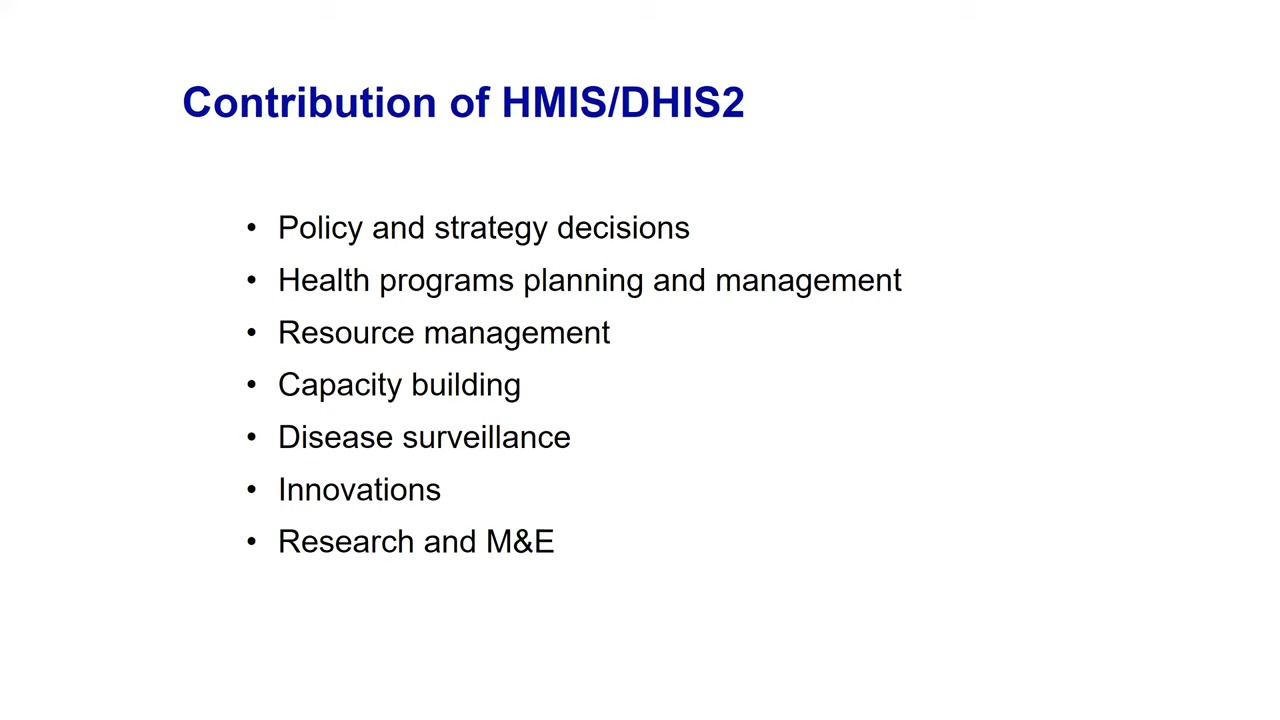 Contribution of HMIS/DHIS2
• Policy and strategy decisions
• Health programs planning and management
• Resource management
• Capacity building
• Disease surveillance
• Innovations
• Research and M&E